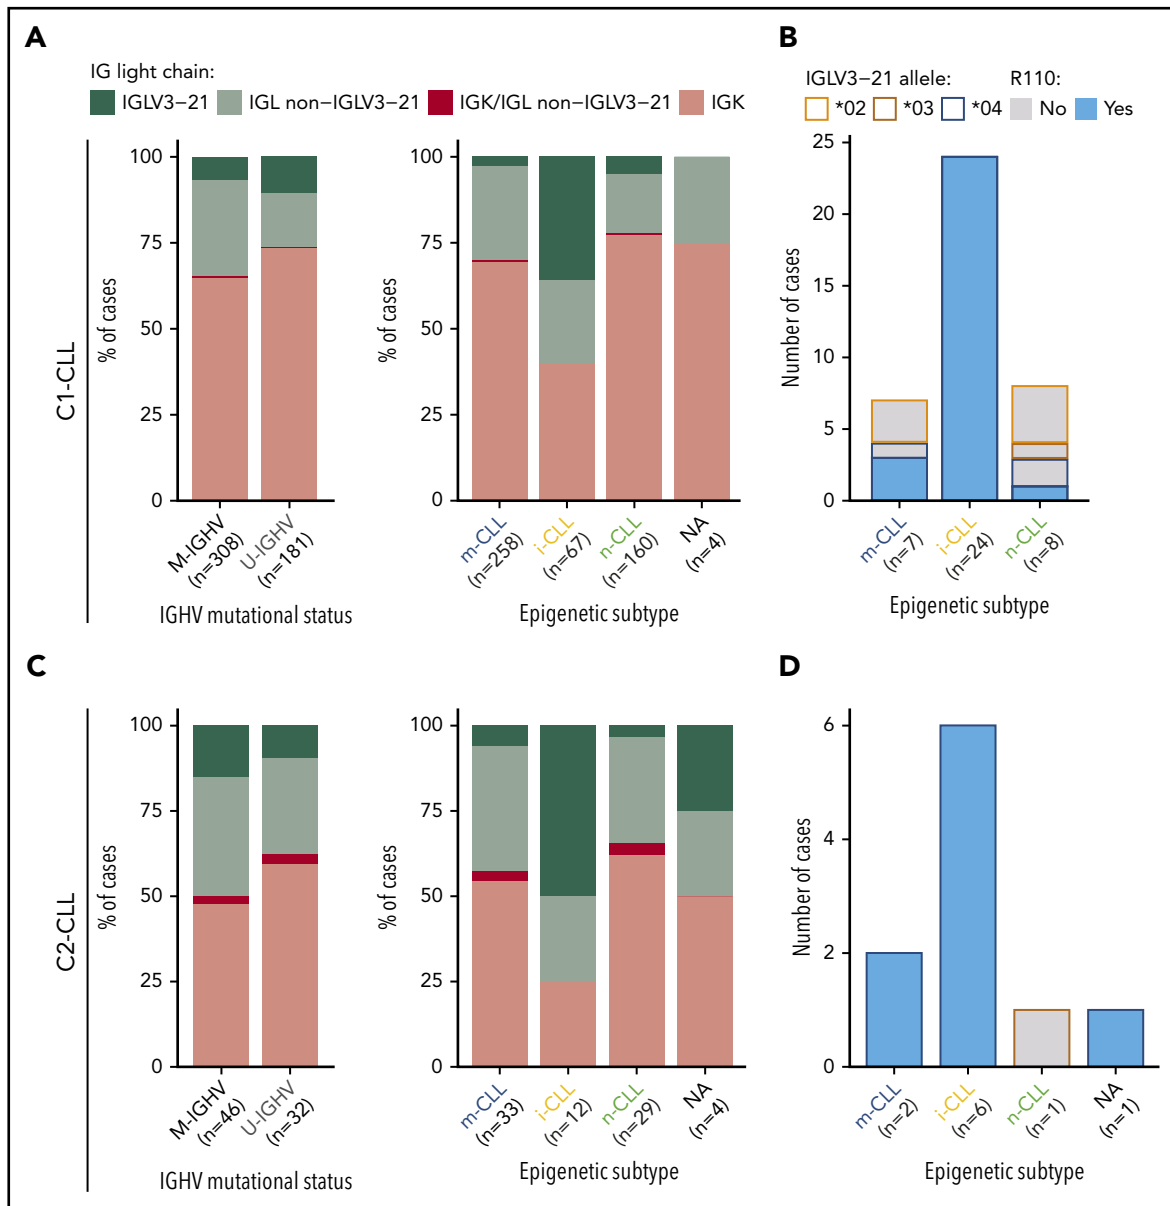 A
IG light chain:
IGLV3−21 IGL non−IGLV3−21 IGK/IGL non−IGLV3−21 IGK
C1-CLL
% of cases
100
75
50
25
0
M-IGHV (n=308)
U-IGHV (n=181)
IGHV mutational status
% of cases
100
75
50
25
0
m-CLL (n=258)
i-CLL (n=67)
n-CLL (n=160)
NA (n=4)
Epigenetic subtype
B
IGLV3−21 allele: R110:
*02 *03 *04 No Yes
Number of cases
25
20
15
10
5
0
m-CLL (n=7)
i-CLL (n=24)
n-CLL (n=8)
Epigenetic subtype
C
C2-CLL
% of cases
100
75
50
25
0
M-IGHV (n=46)
U-IGHV (n=32)
IGHV mutational status
% of cases
100
75
50
25
0
m-CLL (n=33)
i-CLL (n=12)
n-CLL (n=29)
NA (n=4)
Epigenetic subtype
D
Number of cases
6
4
2
0
m-CLL (n=2)
i-CLL (n=6)
n-CLL (n=1)
NA (n=1)
Epigenetic subtype